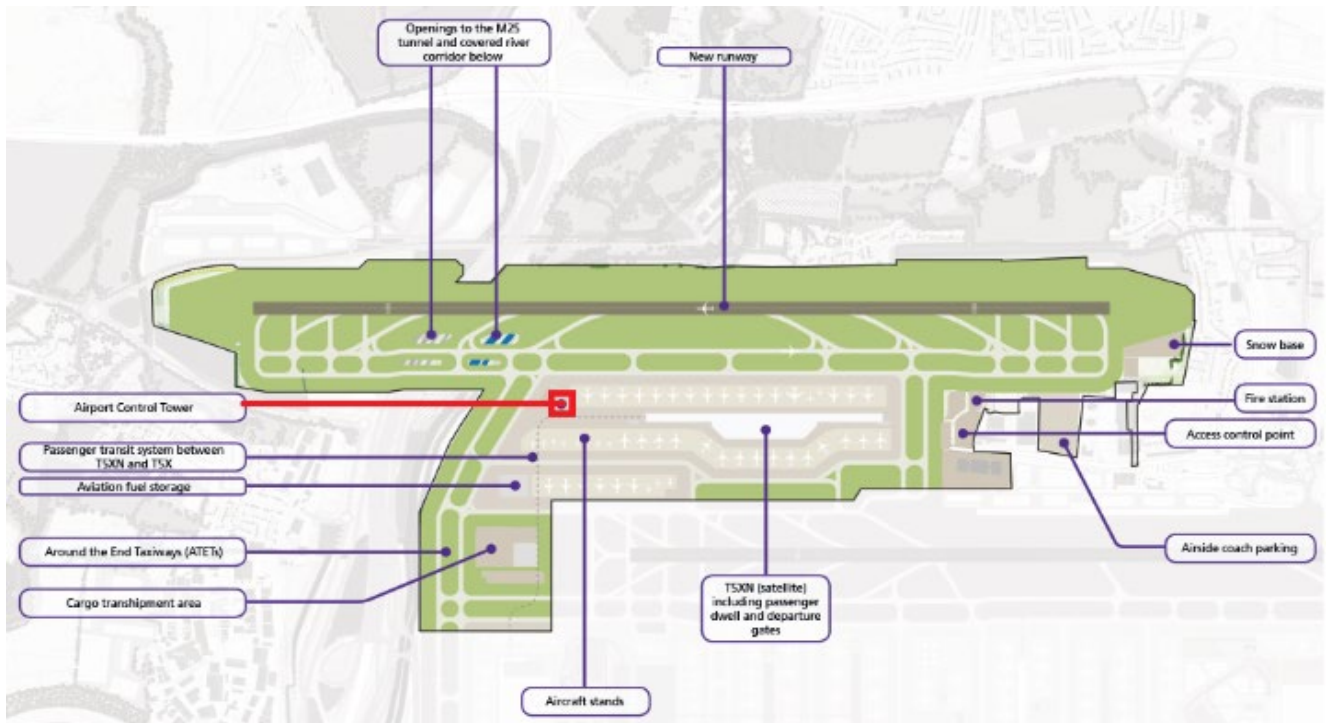 Openings to the M25
tunnel and covered river
corridor below
New runway
Snow base
Airport Control Tower
Fire station
Access control point
Passenger transit system between
T5XN and T5X
Aviation fuel storage
Around the End Taxiways (ATETs)
Airside coach parking
Cargo transhipment area
T5XN (satellite)
including passenger
dwell and departure
gates
Aircraft stands